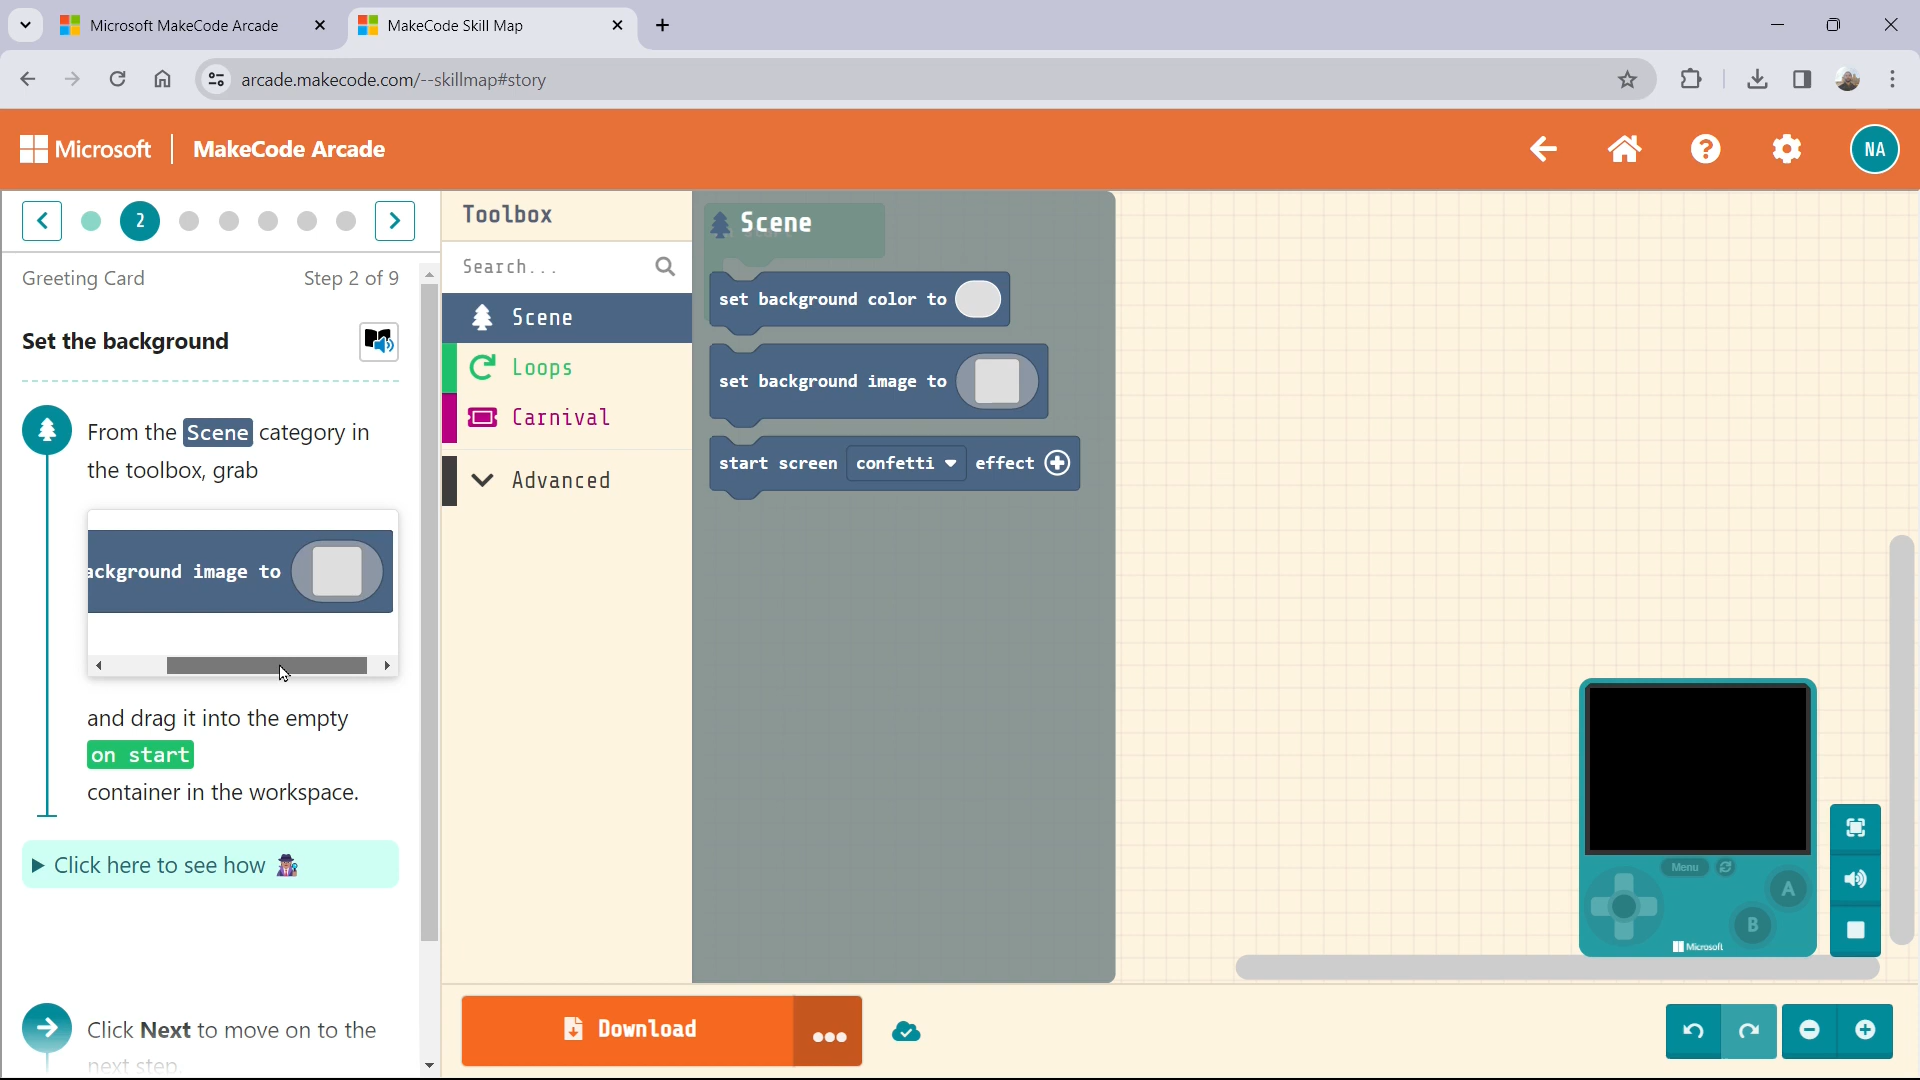 Microsoft MakeCode Arcade
MakeCode Skill Map
arcade.makecode.com/--skillmap#story
Microsoft
MakeCode Arcade
NA
2
Greeting Card
Step 2 of 9
Set the background
From the Scene category in
the toolbox, grab
ackground image to
and drag it into the empty
on start
container in the workspace.
Click here to see how
Click Next to move on to the
next step.
Toolbox
Search...
Scene
Loops
Carnival
Advanced
Scene
set background color to
set background image to
start screen confetti effect
Menu
A
B
Microsoft
Download